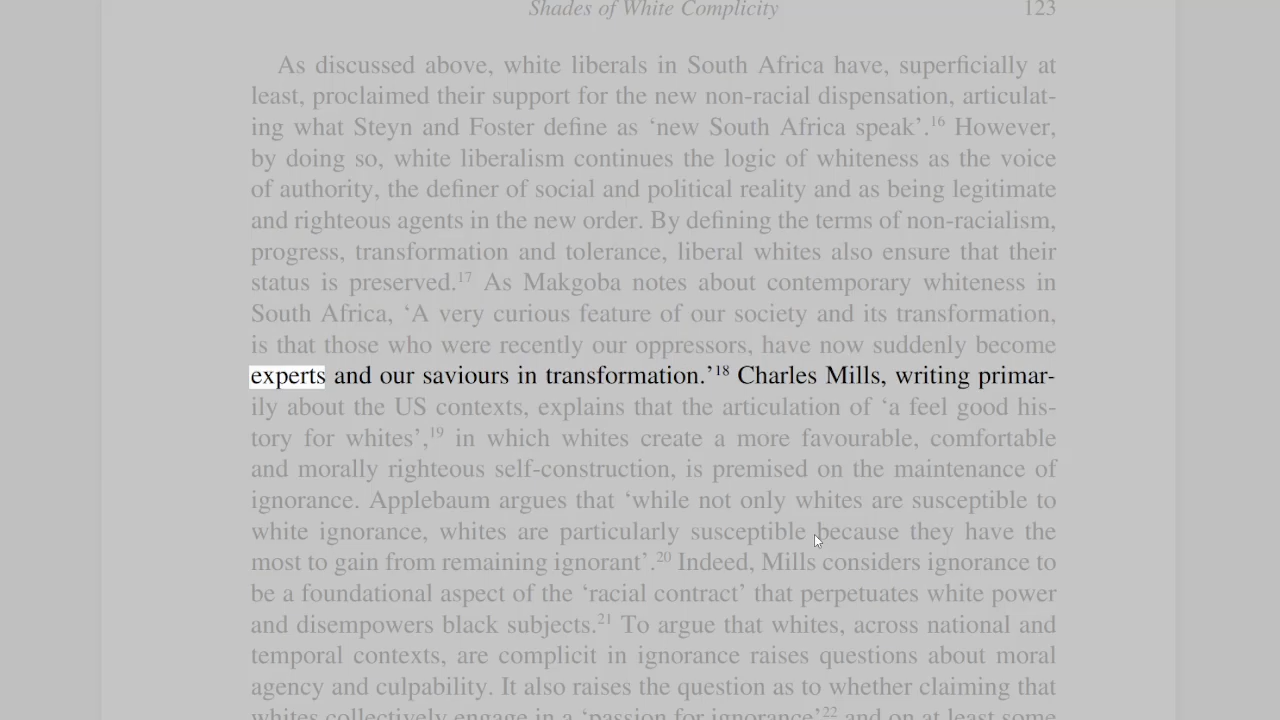 Shades of White Complicity 123
As discussed above, white liberals in South Africa have, superficially at
least, proclaimed their support for the new non-racial dispensation, articulat-
ing what Steyn and Foster define as ‘new South Africa speak’.16 However,
by doing so, white liberalism continues the logic of whiteness as the voice
of authority, the definer of social and political reality and as being legitimate
and righteous agents in the new order. By defining the terms of non-racialism,
progress, transformation and tolerance, liberal whites also ensure that their
status is preserved.17 As Makgoba notes about contemporary whiteness in
South Africa, ‘A very curious feature of our society and its transformation,
is that those who were recently our oppressors, have now suddenly become
experts and our saviours in transformation.’18 Charles Mills, writing primar-
ily about the US contexts, explains that the articulation of ‘a feel good his-
tory for whites’,19 in which whites create a more favourable, comfortable
and morally righteous self-construction, is premised on the maintenance of
ignorance. Applebaum argues that ‘while not only whites are susceptible to
white ignorance, whites are particularly susceptible because they have the
most to gain from remaining ignorant’.20 Indeed, Mills considers ignorance to
be a foundational aspect of the ‘racial contract’ that perpetuates white power
and disempowers black subjects.21 To argue that whites, across national and
temporal contexts, are complicit in ignorance raises questions about moral
agency and culpability. It also raises the question as to whether claiming that
whites collectively engage in a ‘passion for ignorance’22 and on at least some